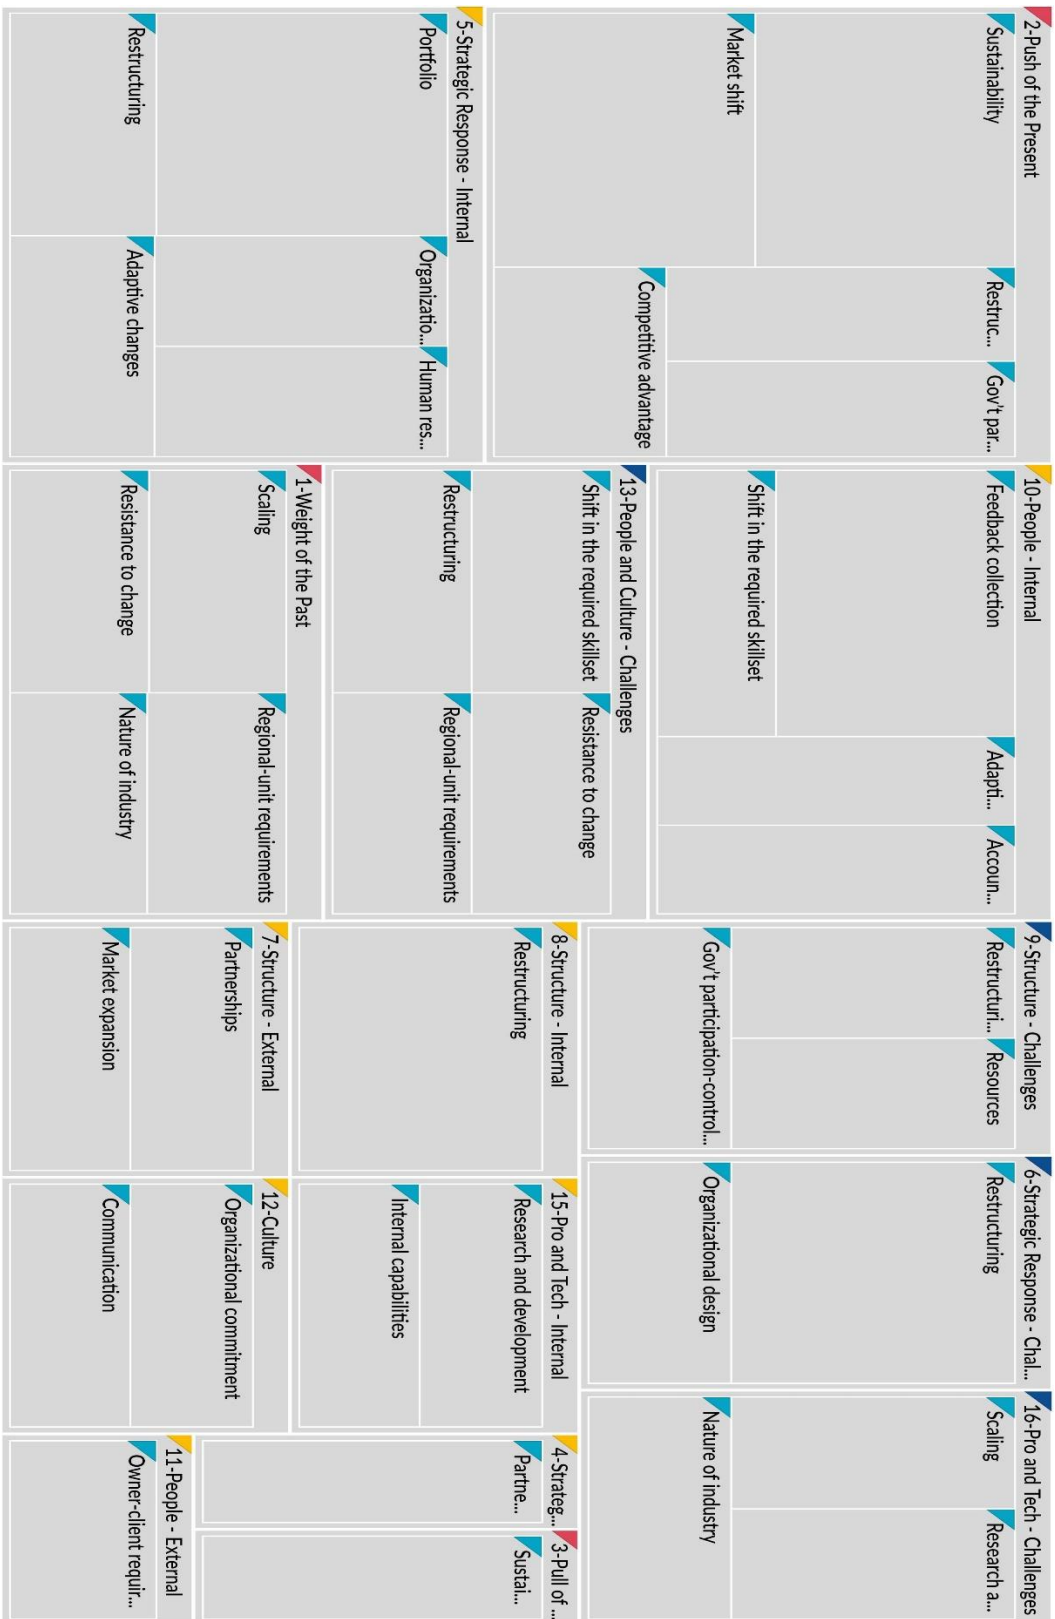 2-Push of the Present
Sustainability
Market shift
Restruc...
Gov't par...
Competitive advantage
5-Strategic Response - Internal
Portfolio
Restructuring
Organizatio...
Human res...
Adaptive changes
10-People - Internal
Feedback collection
Shift in the required skillset
Adapti...
Accoun...
13-People and Culture - Challenges
Shift in the required skillset
Restructuring
Resistance to change
Regional-unit requirements
1-Weight of the Past
Scaling
Resistance to change
Regional-unit requirements
Nature of industry
9-Structure - Challenges
Restructuri...
Resources
Gov't participation-control...
6-Strategic Response - Chal...
Restructuring
Organizational design
16-Pro and Tech - Challenges
Scaling
Research a...
Nature of industry
8-Structure - Internal
Restructuring
15-Pro and Tech - Internal
Research and development
Internal capabilities
7-Structure - External
Partnerships
Market expansion
12-Culture
Organizational commitment
Communication
4-Strateg...
Partne...
3-Pull of ...
Sustai...
11-People - External
Owner-client requir...